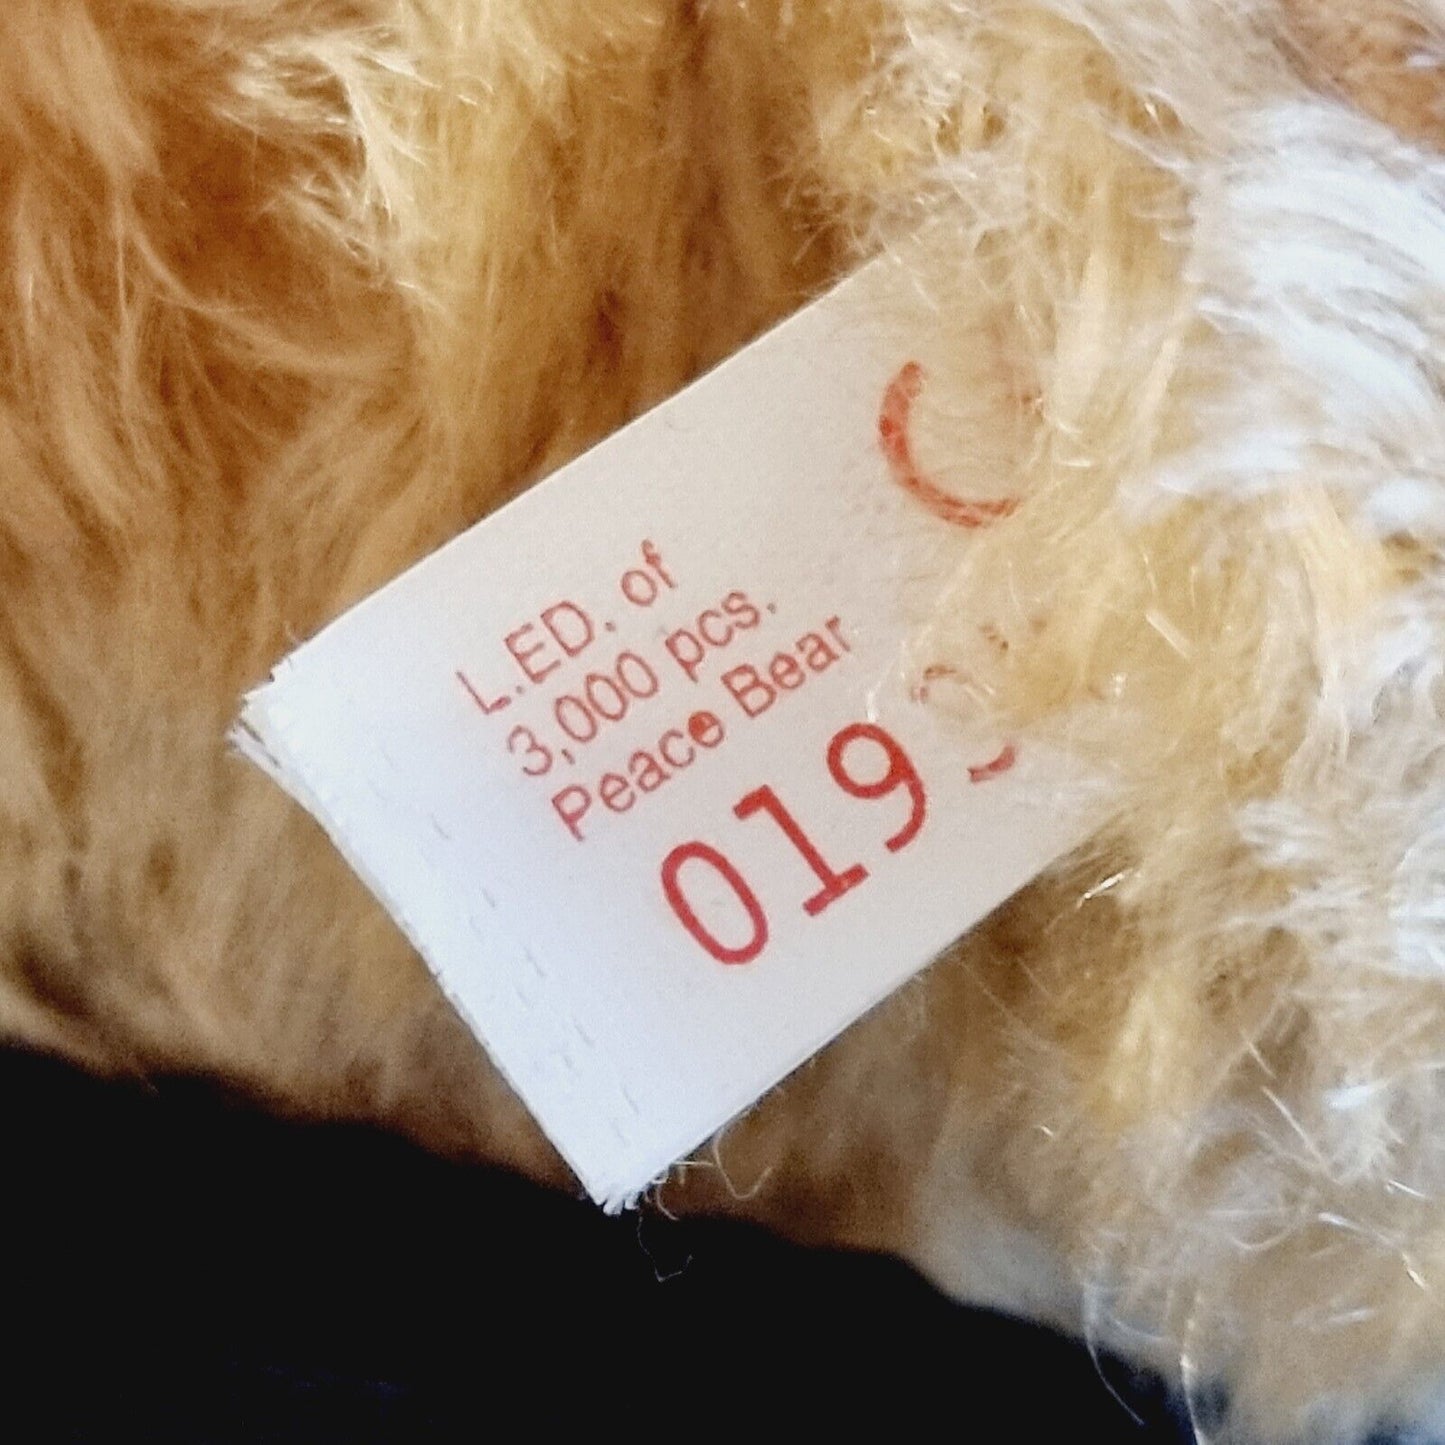 L.ED. of
3,000 pcs.
Peace Bear
019